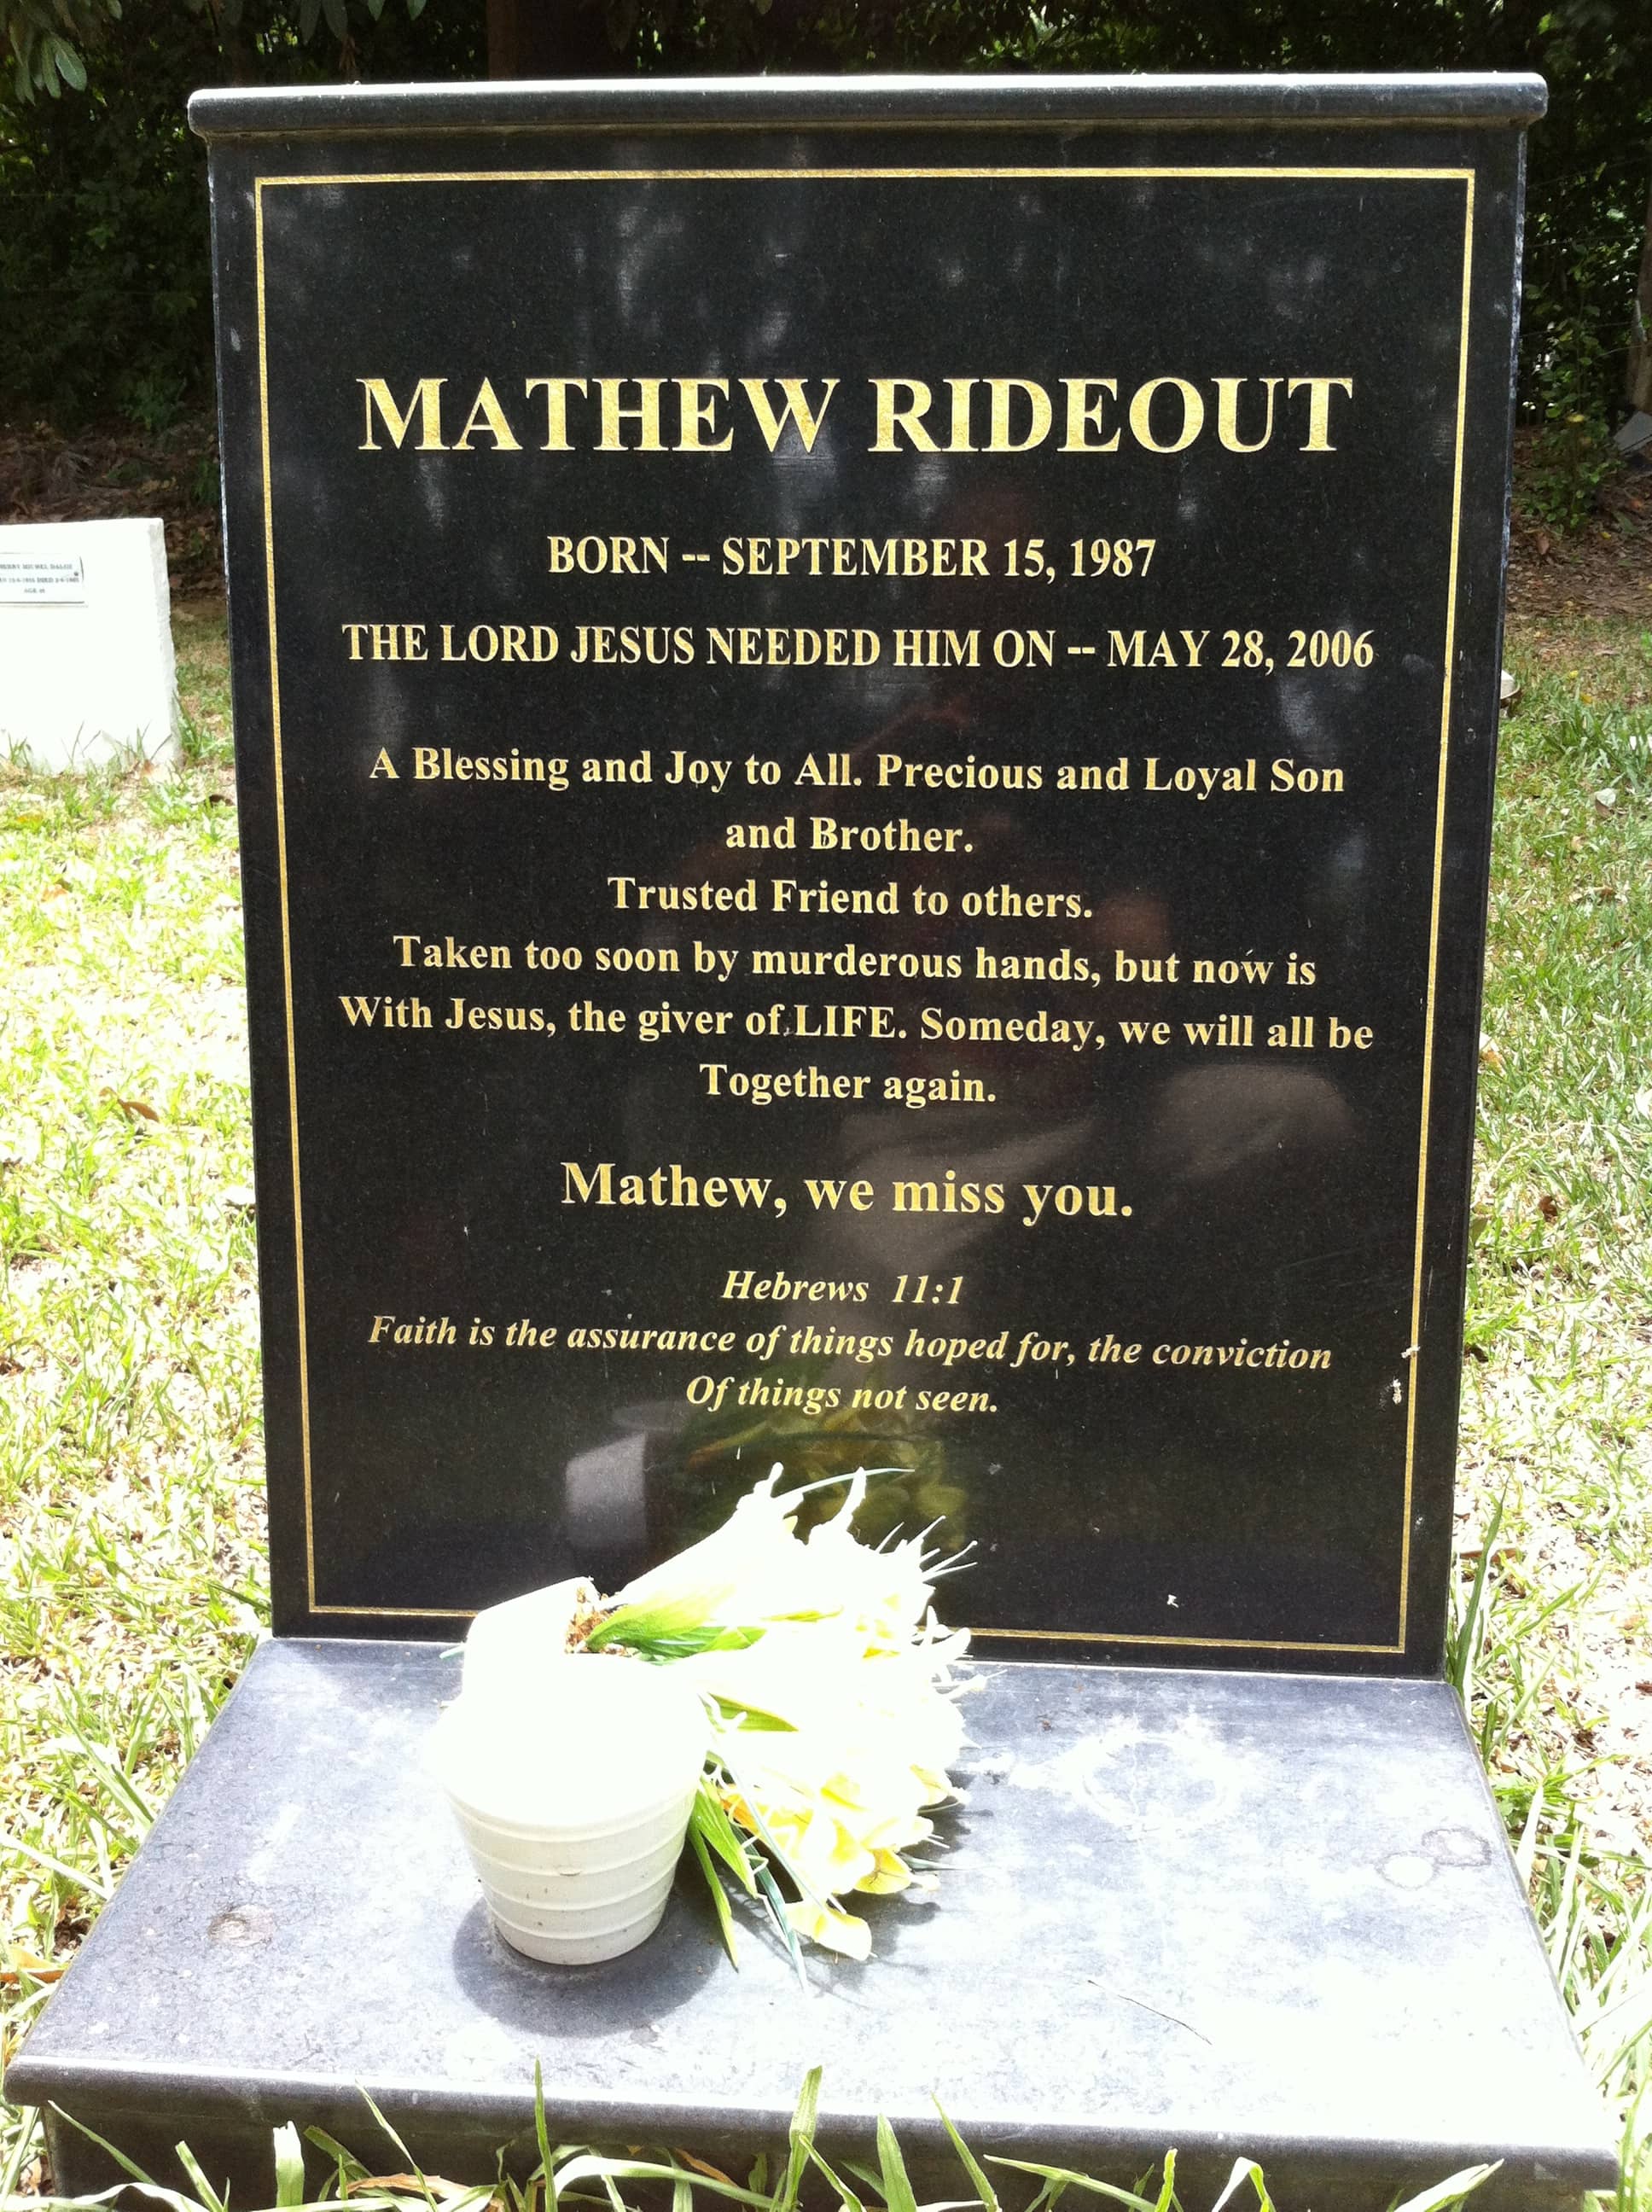 MATHEW RIDEOUT
BORN -- SEPTEMBER 15, 1987
THE LORD JESUS NEEDED HIM ON -- MAY 28, 2006
A Blessing and Joy to All. Precious and Loyal Son
and Brother.
Trusted Friend to others.
Taken too soon by murderous hands, but now is
With Jesus, the giver of LIFE. Someday, we will all be
Together again.
Mathew, we miss you.
Hebrews 11:1
Faith is the assurance of things hoped for, the conviction
Of things not seen.